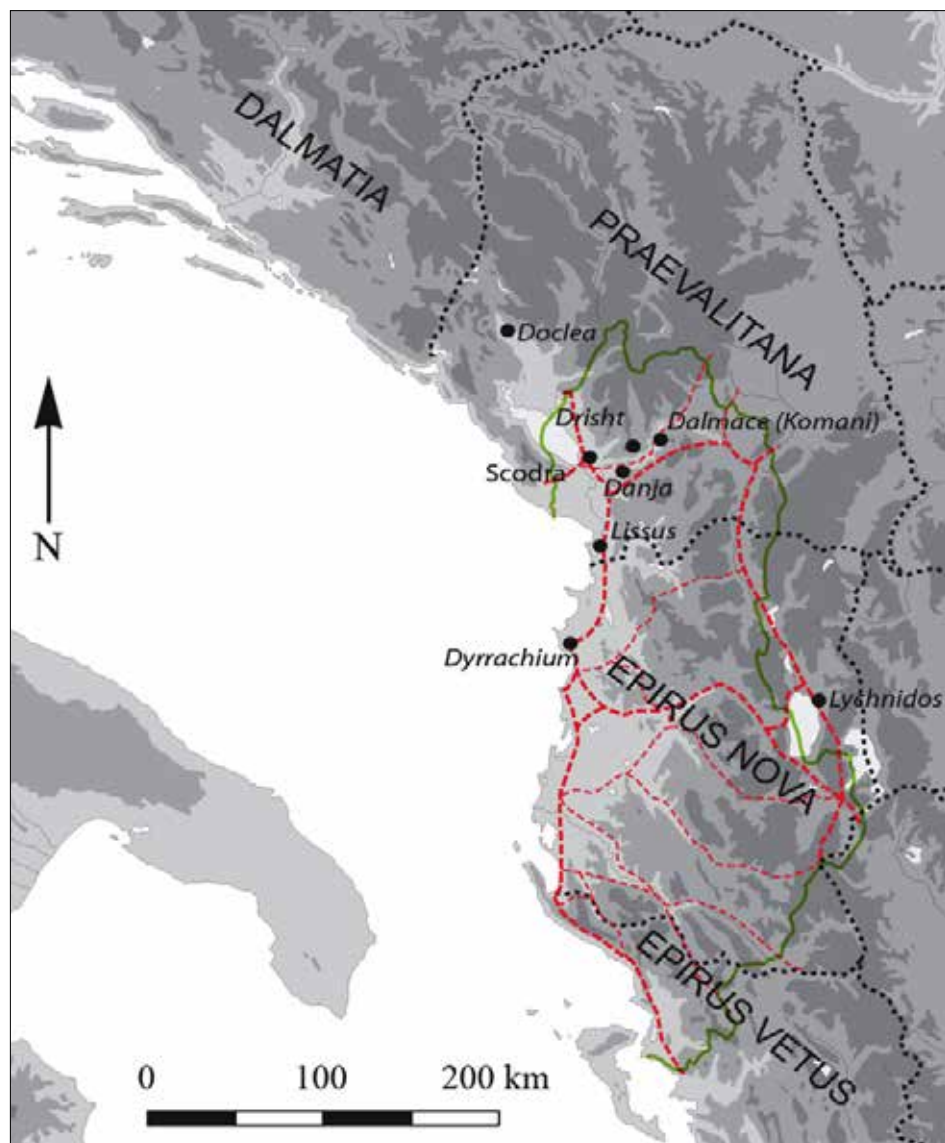 DALMATIA
PRAEVALITANA
Doclea
Drisht
Dalmace (Komani)
Scodra
Danja
Lissus
N
Dyrrachium
EPIRUS NOVA
Lychnidos
EPIRUS VETUS
0 100 200 km